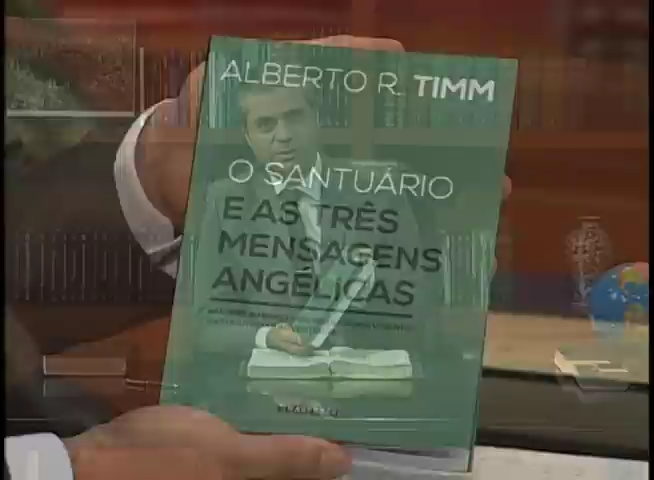 ALBERTO R. TIMM
O SANTUÁRIO
E AS TRÊS
MENSAGENS
ANGÉLICAS